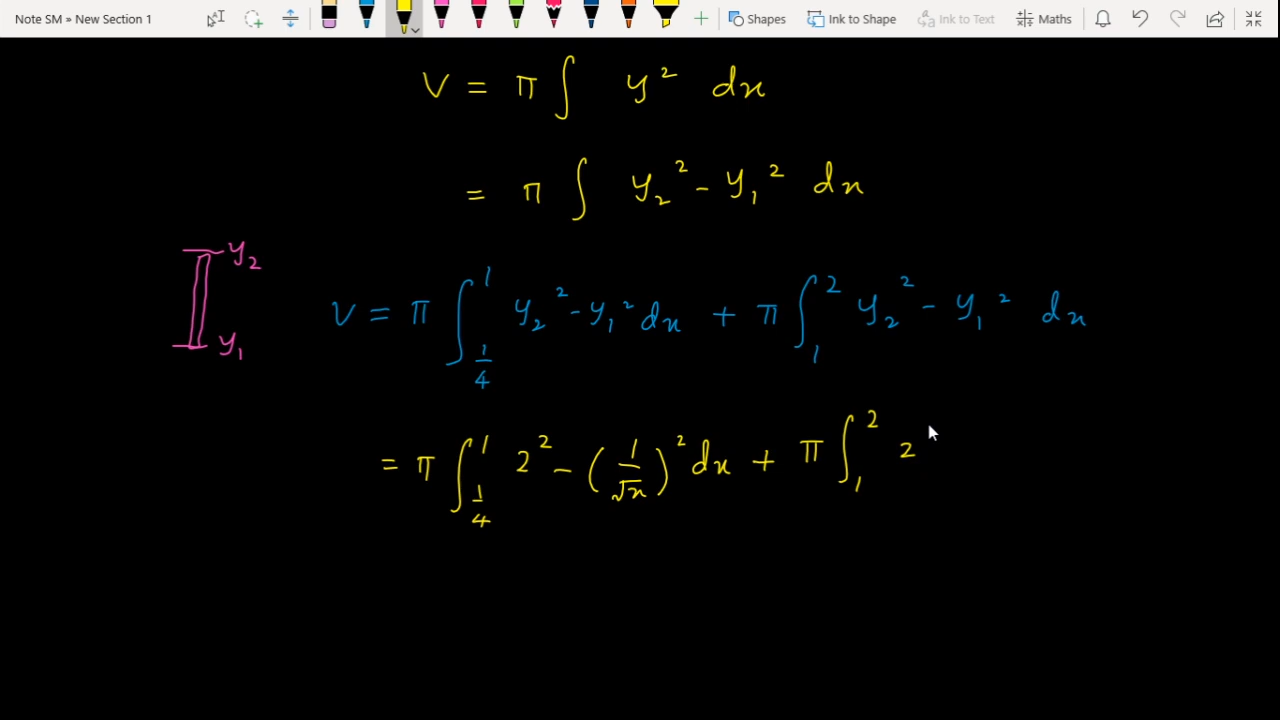 Note SM » New Section 1 Shapes Ink to Shape Ink to Text Maths
V = π∫ y² dx
= π ∫ y₂² - y₁² dx
y₂
V = π ∫_{1/4}^{1} y₂² - y₁² dx + π ∫_{1}^{2} y₂² - y₁² dx
y₁
= π ∫_{1/4}^{1} 2² - (1/√x)² dx + π ∫_{1}^{2} 2